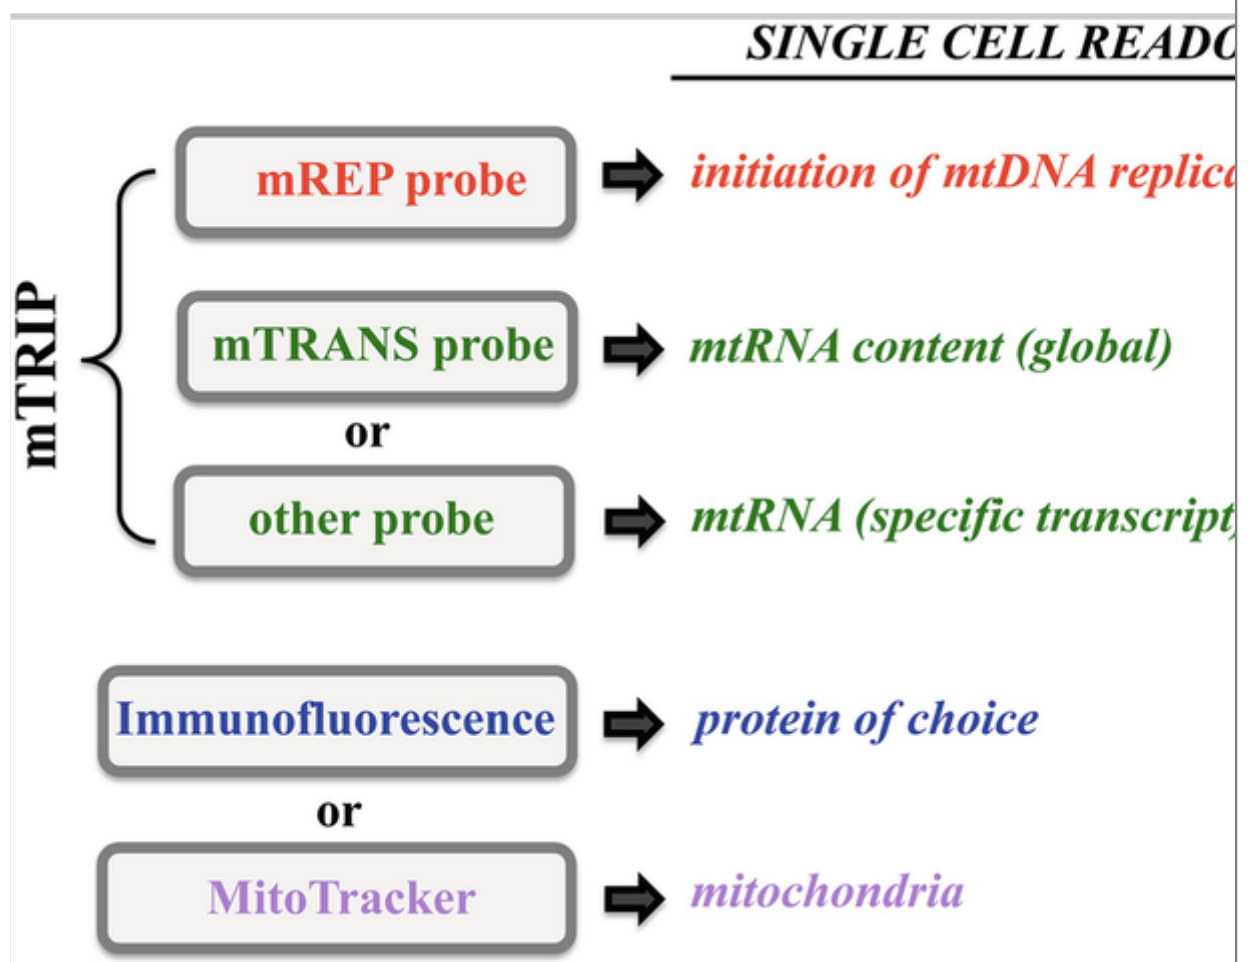 SINGLE CELL READO
mREP probe
initiation of mtDNA replica
mTRIP
mTRANS probe
mtRNA content (global)
or
other probe
mtRNA (specific transcript)
Immunofluorescence
protein of choice
or
MitoTracker
mitochondria